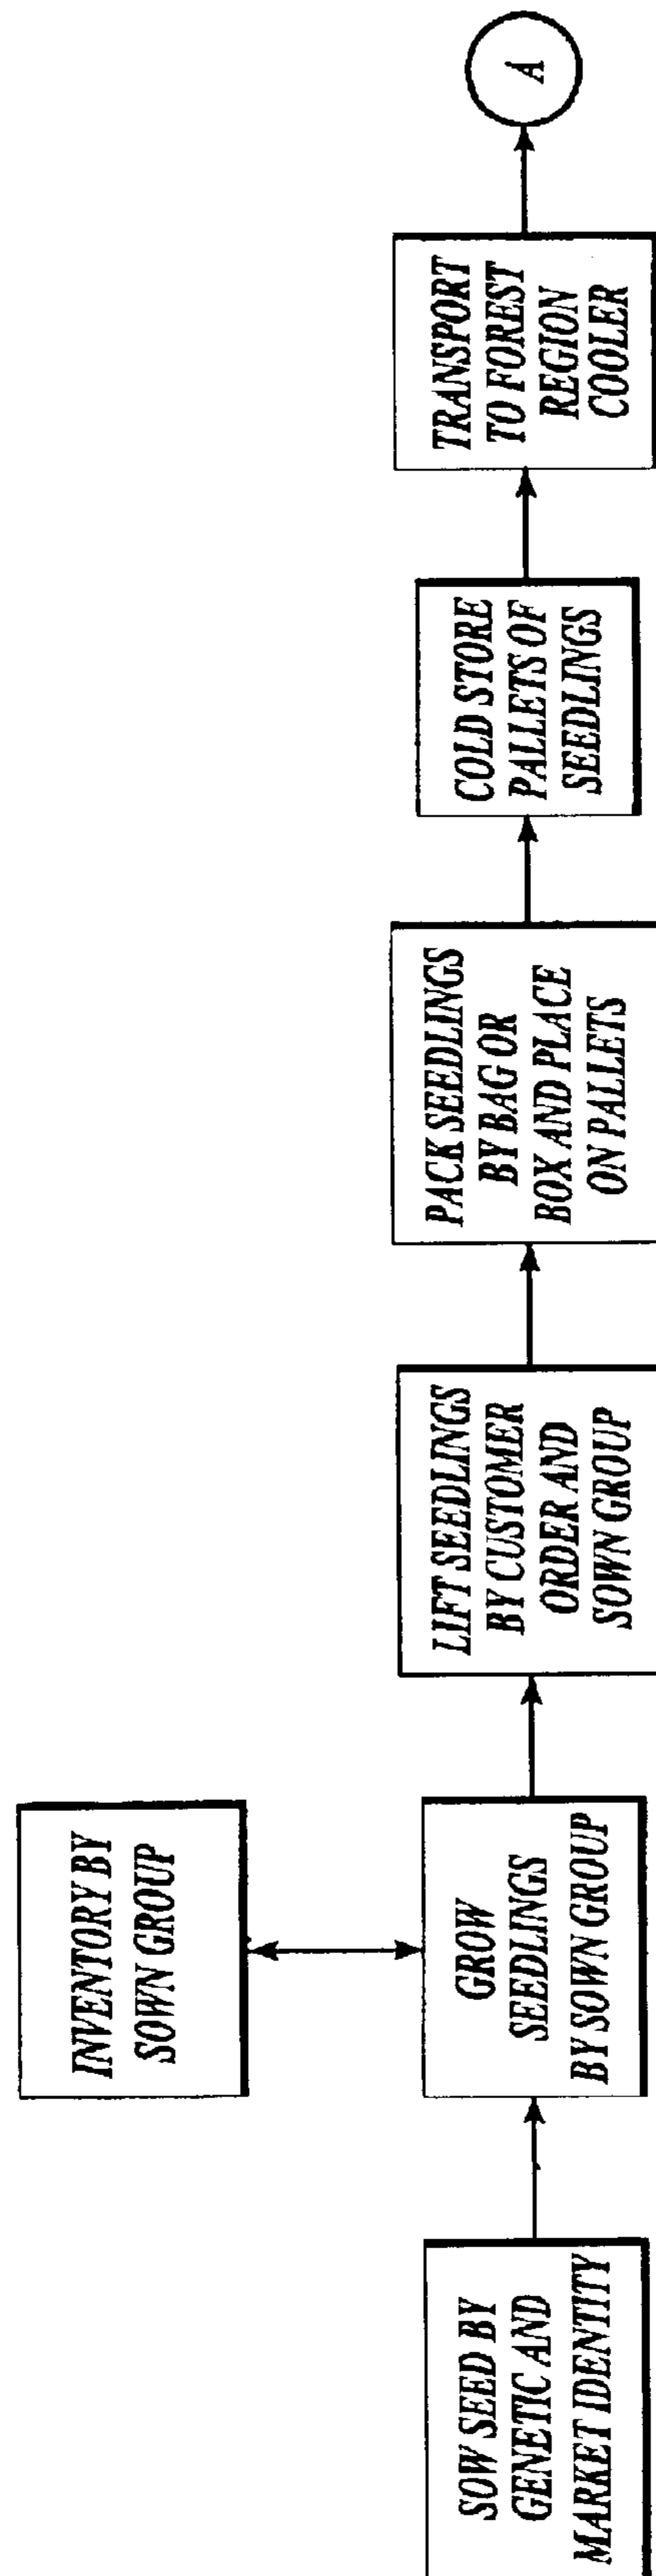 SOW SEED BY
GENETIC AND
MARKET IDENTITY
INVENTORY BY
SOWN GROUP
GROW
SEEDLINGS
BY SOWN GROUP
LIFT SEEDLINGS
BY CUSTOMER
ORDER AND
SOWN GROUP
PACK SEEDLINGS
BY BAG OR
BOX AND PLACE
ON PALLETS
COLD STORE
PALLETS OF
SEEDLINGS
TRANSPORT
TO FOREST
REGION
COOLER
A